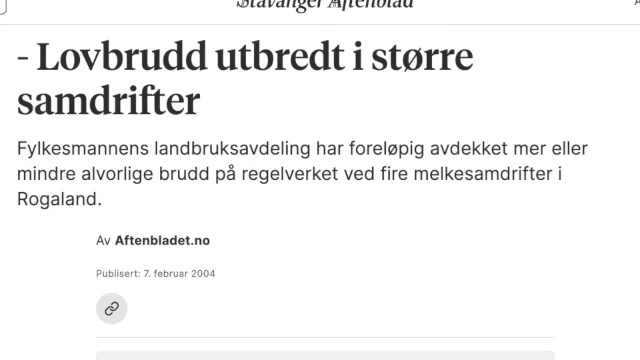 Stavanger Aftenblad
- Lovbrudd utbredt i større
samdrifter
Fylkesmannens landbruksavdeling har foreløpig avdekket mer eller
mindre alvorlige brudd på regelverket ved fire melkesamdrifter i
Rogaland.
Av Aftenbladet.no
Publisert: 7. februar 2004